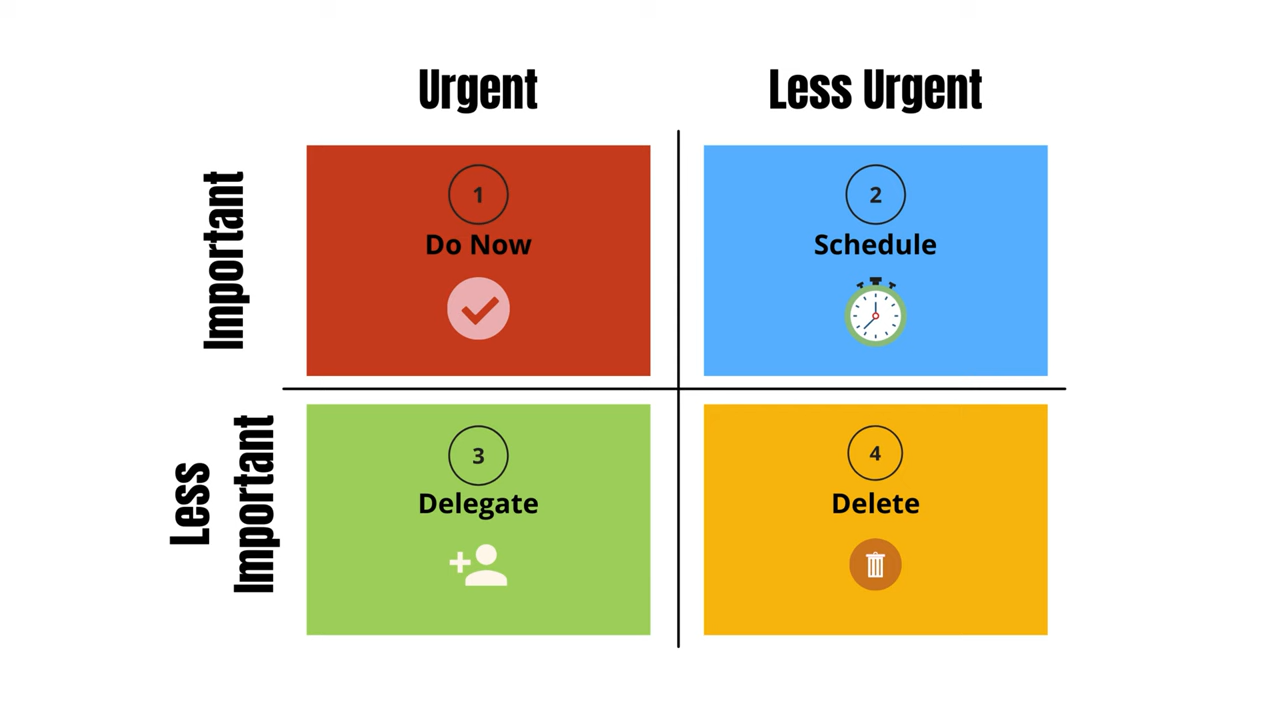 Urgent
Less Urgent
Important
1
Do Now
2
Schedule
Less
Important
3
Delegate
4
Delete